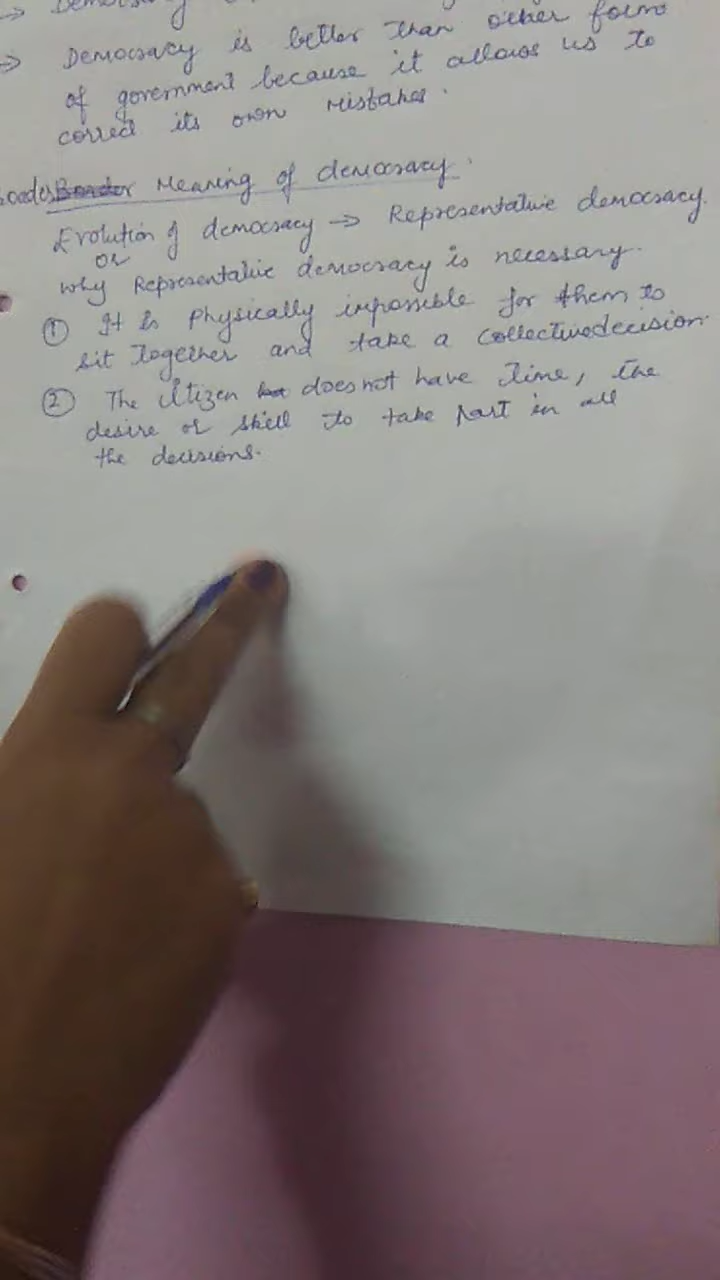 → Democracy
→ Democracy is better than other form
of government because it allows us to
correct its own mistakes.
Meaning of democracy.
Evolution of democracy → Representative democracy.
or
why Representative democracy is necessary.
① It is Physically impossible for them to
sit together and take a collective decision.
② The citizen does not have time, the
desire or skill to take part in all
the decisions.